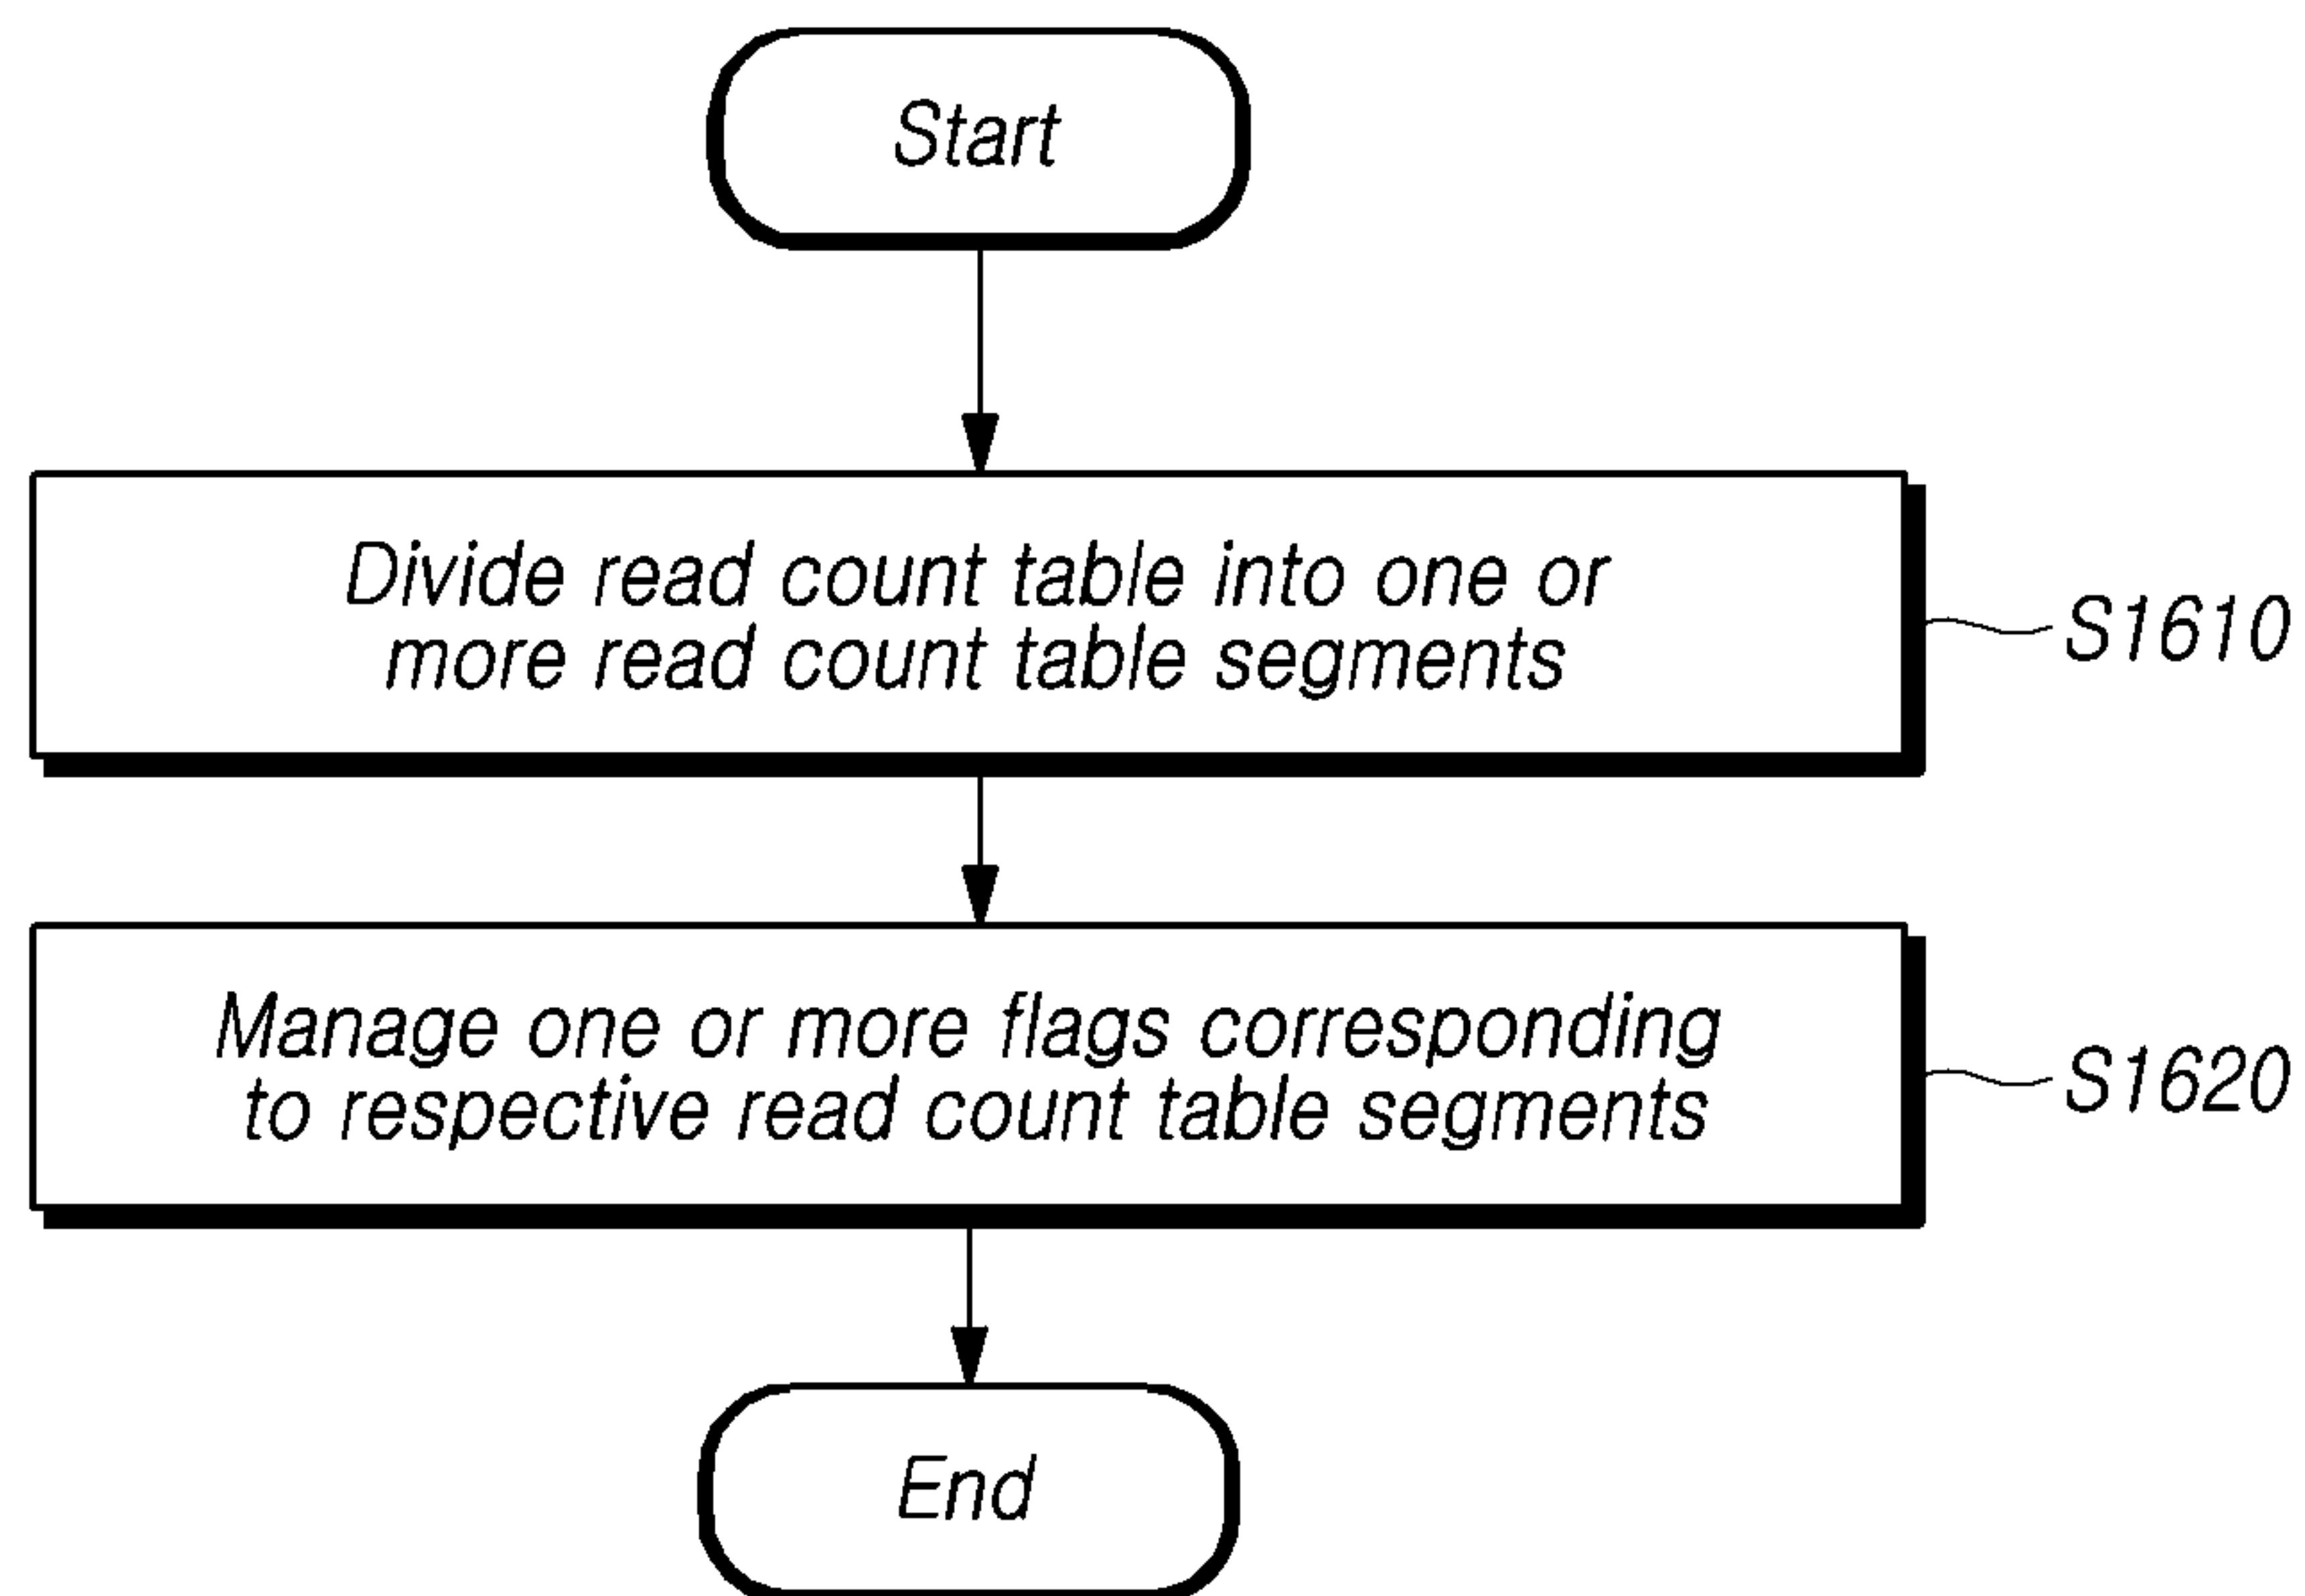 Start
Divide read count table into one or
more read count table segments
S1610
Manage one or more flags corresponding
to respective read count table segments
S1620
End